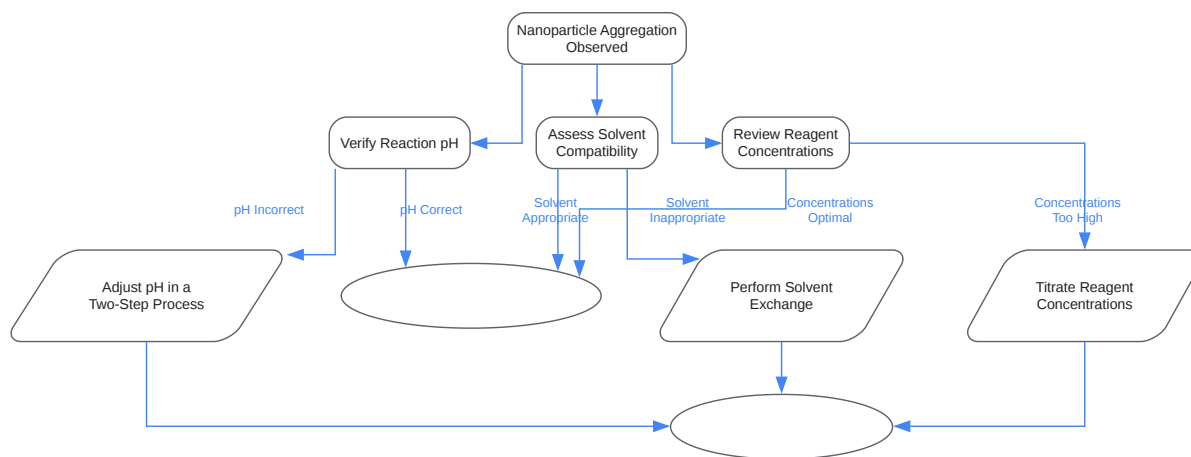 Nanoparticle Aggregation
Observed
Verify Reaction pH
Assess Solvent
Compatibility
Review Reagent
Concentrations
pH Incorrect
pH Correct
Solvent
Appropriate
Solvent
Inappropriate
Concentrations
Optimal
Concentrations
Too High
Adjust pH in a
Two-Step Process
Perform Solvent
Exchange
Titrate Reagent
Concentrations